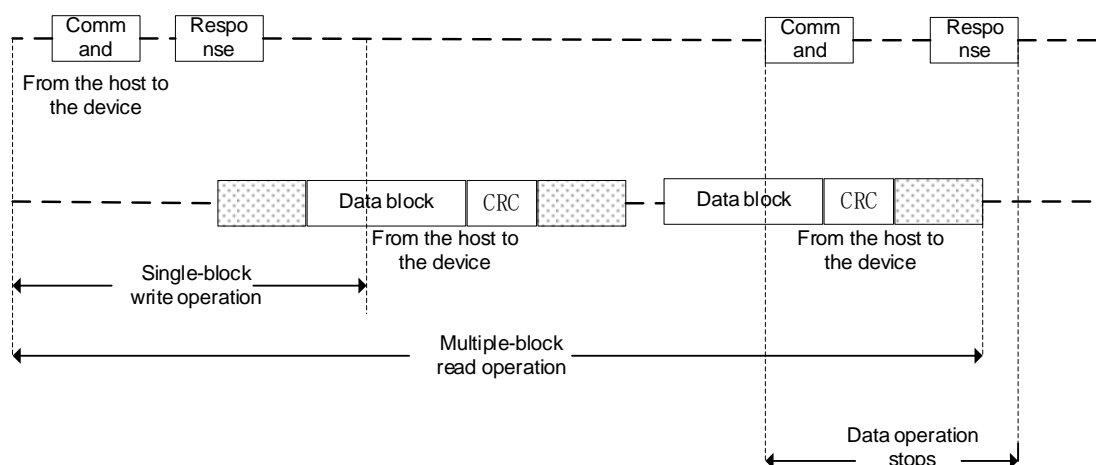 Comm
and
Respo
nse
Comm
and
Respo
nse
From the host to
the device
Data block
CRC
Data block
CRC
From the host to
the device
From the host to
the device
Single-block
write operation
Multiple-block
read operation
Data operation
stops